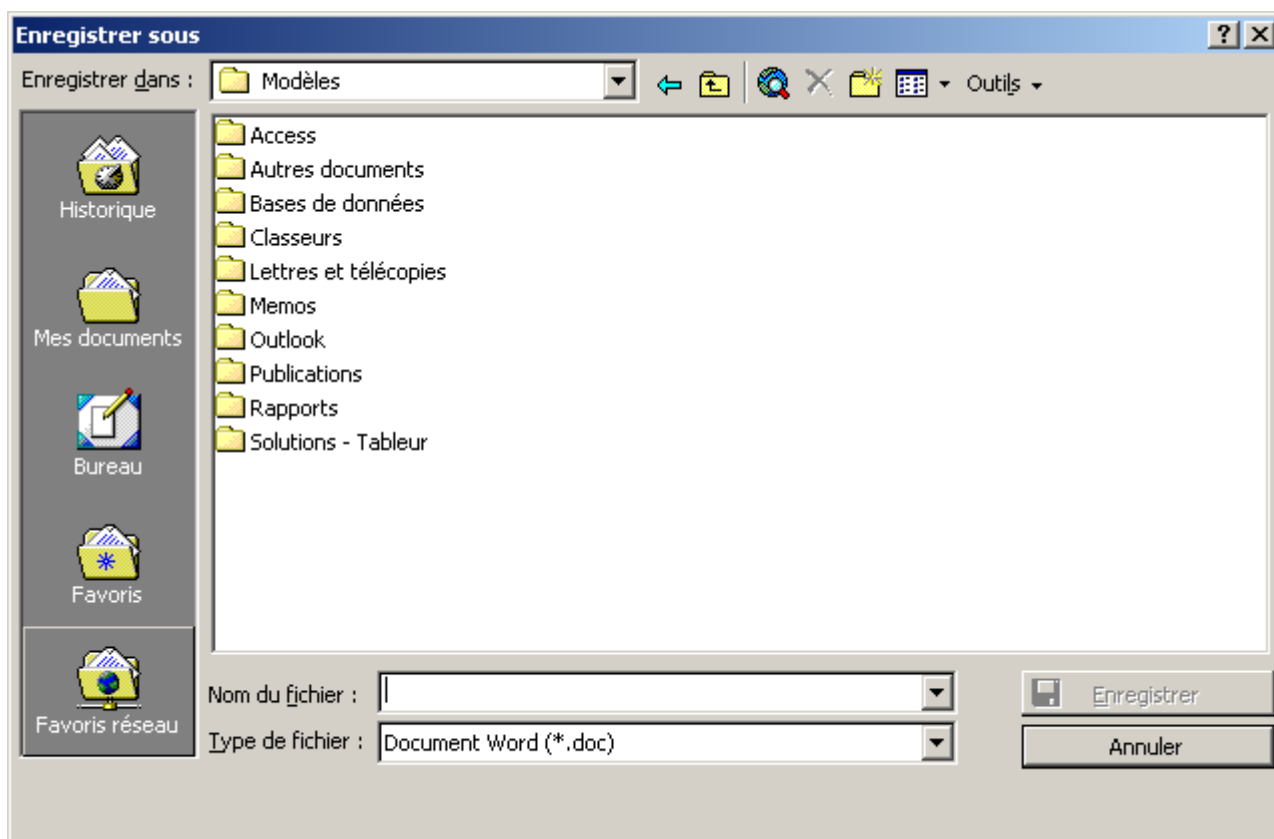 Enregistrer sous
Enregistrer dans :
Modèles
Outils
Historique
Mes documents
Bureau
Favoris
Favoris réseau
Access
Autres documents
Bases de données
Classeurs
Lettres et télécopies
Memos
Outlook
Publications
Rapports
Solutions - Tableur
Nom du fichier :
Enregistrer
Type de fichier :
Document Word (*.doc)
Annuler